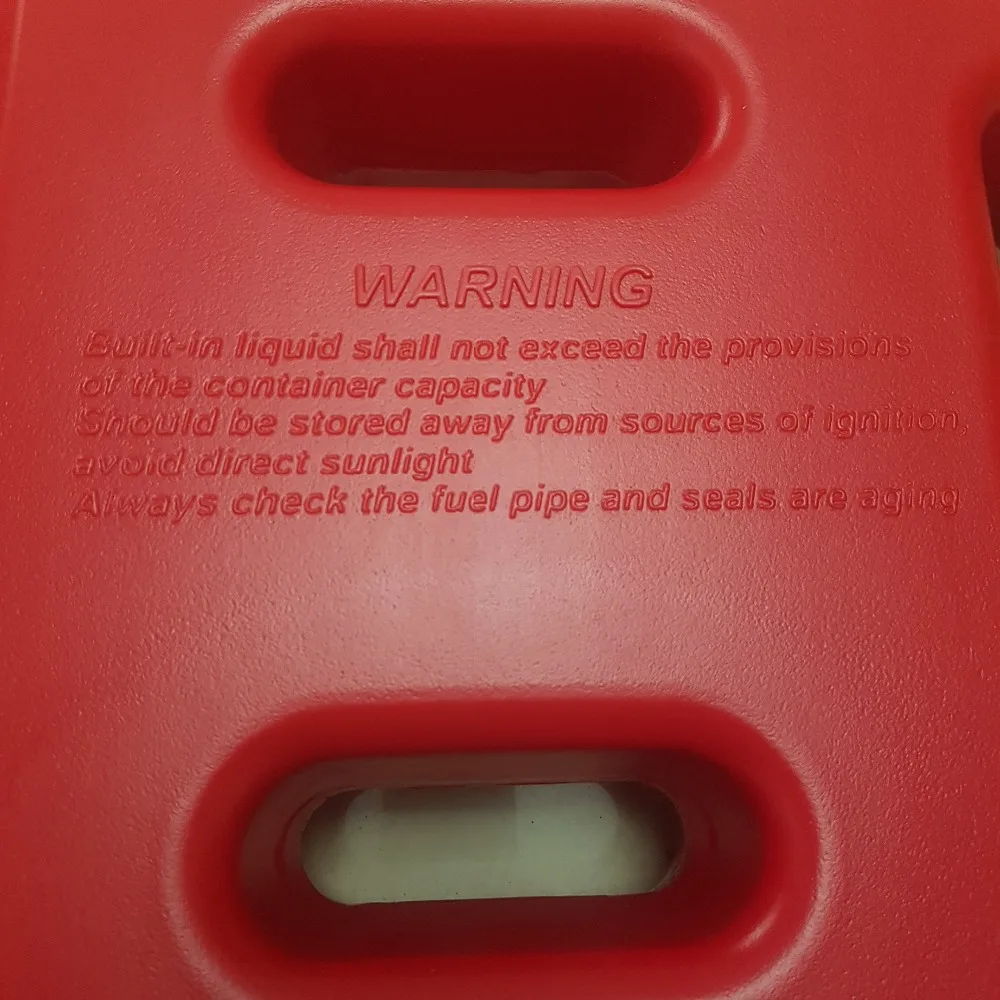 WARNING
Built-in liquid shall not exceed the provisions
of the container capacity
Should be stored away from sources of ignition,
avoid direct sunlight
Always check the fuel pipe and seals are aging